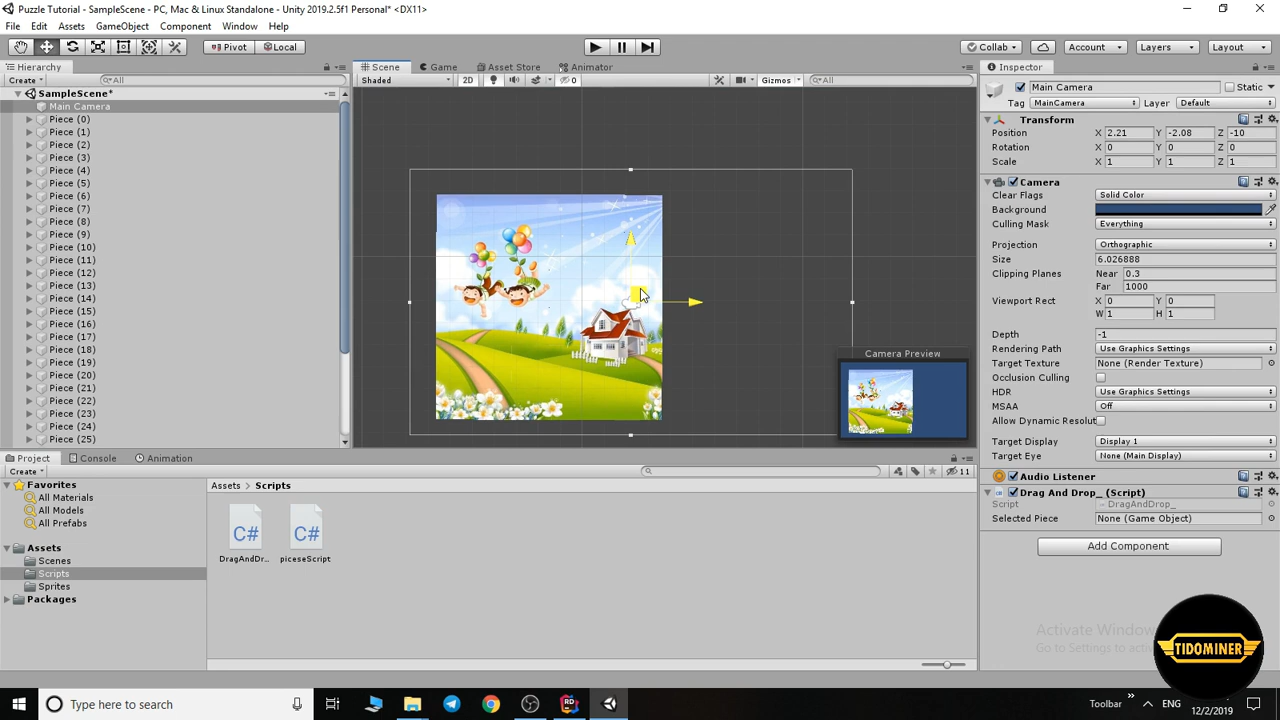 Puzzle Tutorial - SampleScene - PC, Mac & Linux Standalone - Unity 2019.2.5f1 Personal* <DX11>
File Edit Assets GameObject Component Window Help
Pivot Local Collab Account Layers Layout
Hierarchy
Create All
SampleScene*
Main Camera
Piece (0)
Piece (1)
Piece (2)
Piece (3)
Piece (4)
Piece (5)
Piece (6)
Piece (7)
Piece (8)
Piece (9)
Piece (10)
Piece (11)
Piece (12)
Piece (13)
Piece (14)
Piece (15)
Piece (16)
Piece (17)
Piece (18)
Piece (19)
Piece (20)
Piece (21)
Piece (22)
Piece (23)
Piece (24)
Piece (25)
Scene Game Asset Store Animator
Shaded 2D 0 Gizmos All
Camera Preview
Inspector
Main Camera Static
Tag MainCamera Layer Default
Transform
Position X 2.21 Y -2.08 Z -10
Rotation X 0 Y 0 Z 0
Scale X 1 Y 1 Z 1
Camera
Clear Flags Solid Color
Background
Culling Mask Everything
Projection Orthographic
Size 6.026888
Clipping Planes Near 0.3
Far 1000
Viewport Rect X 0 Y 0
W 1 H 1
Depth -1
Rendering Path Use Graphics Settings
Target Texture None (Render Texture)
Occlusion Culling
HDR Use Graphics Settings
MSAA Off
Allow Dynamic Resolut
Target Display Display 1
Target Eye None (Main Display)
Audio Listener
Drag And Drop_ (Script)
Script DragAndDrop_
Selected Piece None (Game Object)
Add Component
Project Console Animation
Create 11
Favorites
All Materials
All Models
All Prefabs
Assets
Scenes
Scripts
Sprites
Packages
Assets > Scripts
C# C#
DragAndDr... piceseScript
Activate Window
Go to Settings to acti
TIDOMINER
Type here to search
Toolbar ENG 12/2/2019